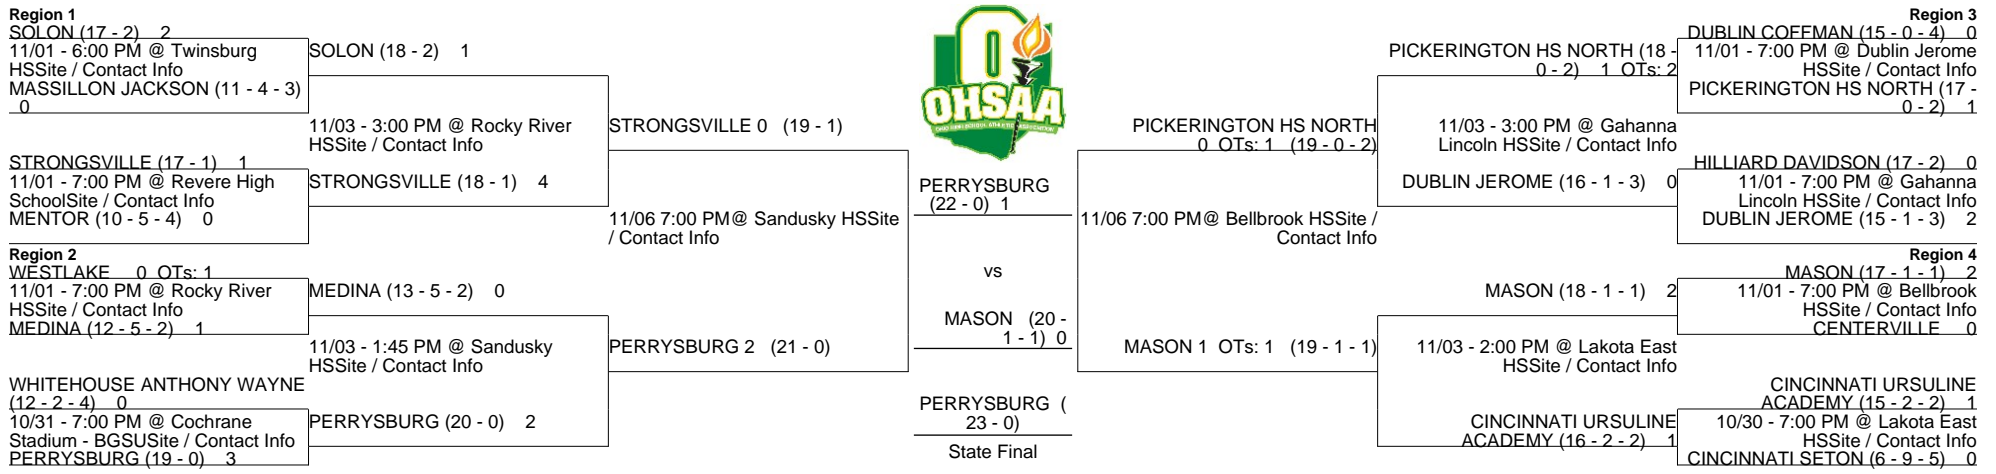 Region 1
SOLON (17 - 2) 2
11/01 - 6:00 PM @ Twinsburg
HSSite / Contact Info
MASSILLON JACKSON (11 - 4 - 3)
0
STRONGSVILLE (17 - 1) 1
11/01 - 7:00 PM @ Revere High
SchoolSite / Contact Info
MENTOR (10 - 5 - 4) 0
Region 2
WESTLAKE 0 OTs: 1
11/01 - 7:00 PM @ Rocky River
HSSite / Contact Info
MEDINA (12 - 5 - 2) 1
WHITEHOUSE ANTHONY WAYNE
(12 - 2 - 4) 0
10/31 - 7:00 PM @ Cochrane
Stadium - BGSUSite / Contact Info
PERRYSBURG (19 - 0) 3
SOLON (18 - 2) 1
11/03 - 3:00 PM @ Rocky River
HSSite / Contact Info
STRONGSVILLE (18 - 1) 4
MEDINA (13 - 5 - 2) 0
11/03 - 1:45 PM @ Sandusky
HSSite / Contact Info
PERRYSBURG (20 - 0) 2
STRONGSVILLE 0 (19 - 1)
11/06 7:00 PM@ Sandusky HSSite
/ Contact Info
PERRYSBURG 2 (21 - 0)
O
OHSAA
PERRYSBURG
(22 - 0) 1
vs
MASON (20 -
1 - 1) 0
PERRYSBURG (
23 - 0)
State Final
PICKERINGTON HS NORTH
0 OTs: 1 (19 - 0 - 2)
11/06 7:00 PM@ Bellbrook HSSite /
Contact Info
MASON 1 OTs: 1 (19 - 1 - 1)
PICKERINGTON HS NORTH (18 -
0 - 2) 1 OTs: 2
11/03 - 3:00 PM @ Gahanna
Lincoln HSSite / Contact Info
DUBLIN JEROME (16 - 1 - 3) 0
MASON (18 - 1 - 1) 2
11/03 - 2:00 PM @ Lakota East
HSSite / Contact Info
CINCINNATI URSULINE
ACADEMY (16 - 2 - 2) 1
Region 3
DUBLIN COFFMAN (15 - 0 - 4) 0
11/01 - 7:00 PM @ Dublin Jerome
HSSite / Contact Info
PICKERINGTON HS NORTH (17 -
0 - 2) 1
HILLIARD DAVIDSON (17 - 2) 0
11/01 - 7:00 PM @ Gahanna
Lincoln HSSite / Contact Info
DUBLIN JEROME (15 - 1 - 3) 2
Region 4
MASON (17 - 1 - 1) 2
11/01 - 7:00 PM @ Bellbrook
HSSite / Contact Info
CENTERVILLE 0
CINCINNATI URSULINE
ACADEMY (15 - 2 - 2) 1
10/30 - 7:00 PM @ Lakota East
HSSite / Contact Info
CINCINNATI SETON (6 - 9 - 5) 0